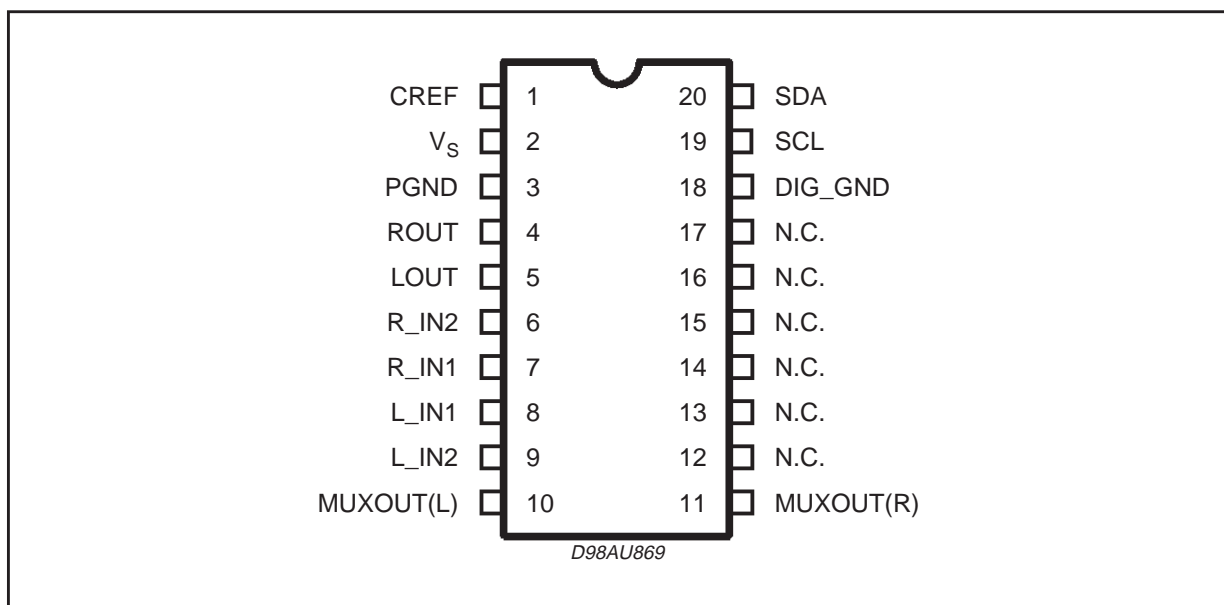 CREF 1 20 SDA
VS 2 19 SCL
PGND 3 18 DIG_GND
ROUT 4 17 N.C.
LOUT 5 16 N.C.
R_IN2 6 15 N.C.
R_IN1 7 14 N.C.
L_IN1 8 13 N.C.
L_IN2 9 12 N.C.
MUXOUT(L) 10 11 MUXOUT(R)
D98AU869